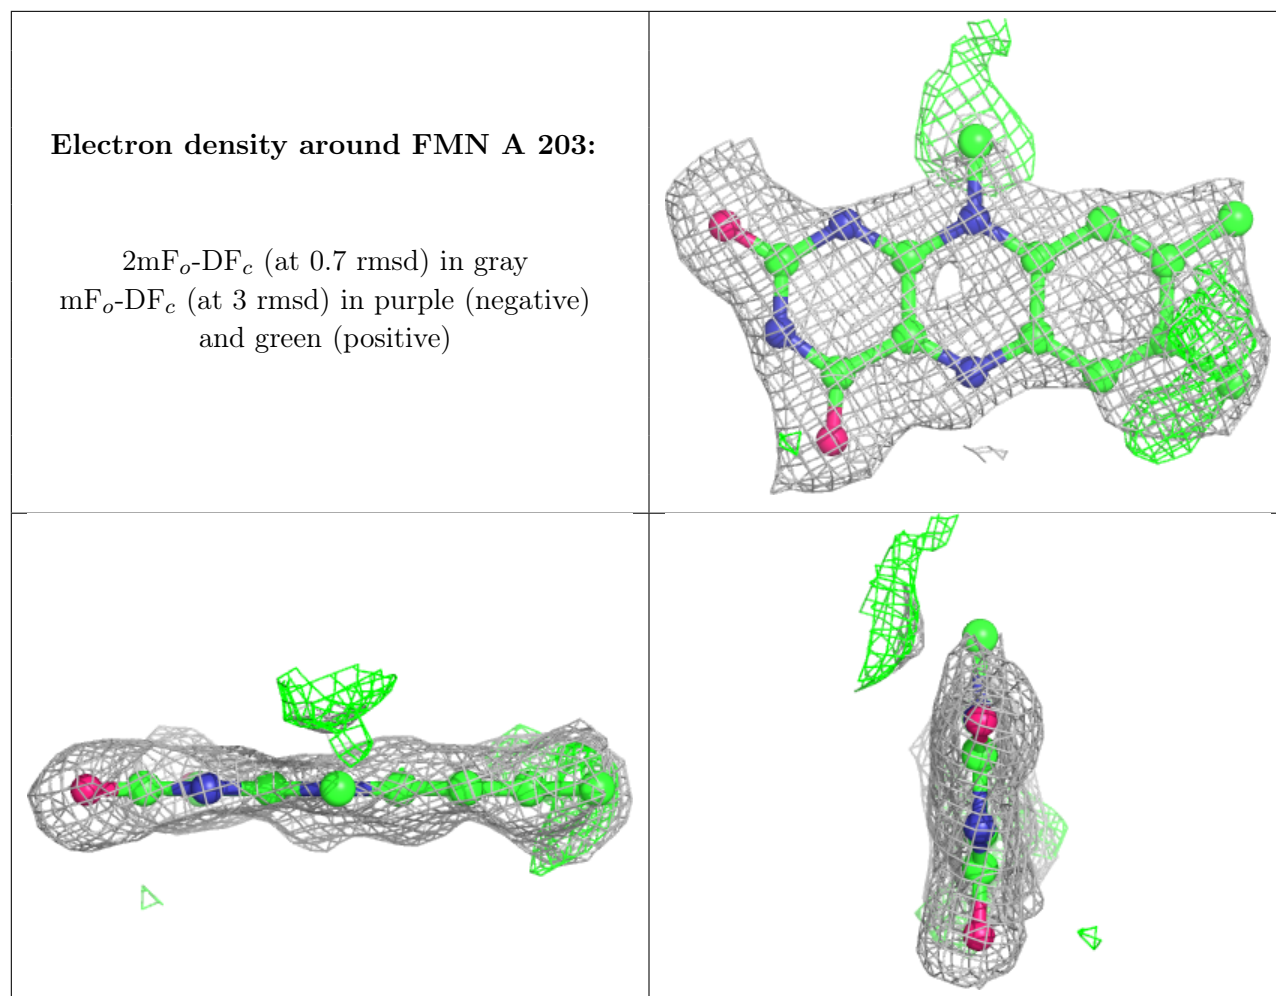 Electron density around FMN A 203:
2mFo-DFc (at 0.7 rmsd) in gray
mFo-DFc (at 3 rmsd) in purple (negative)
and green (positive)